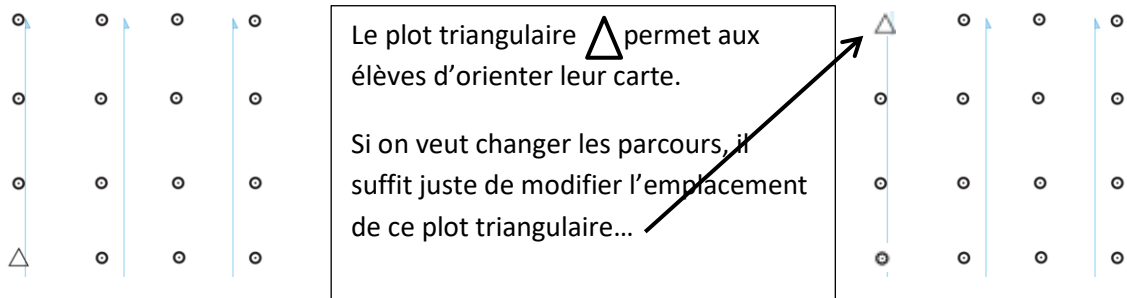 Le plot triangulaire permet aux
élèves d’orienter leur carte.
Si on veut changer les parcours, il
suffit juste de modifier l’emplacement
de ce plot triangulaire…